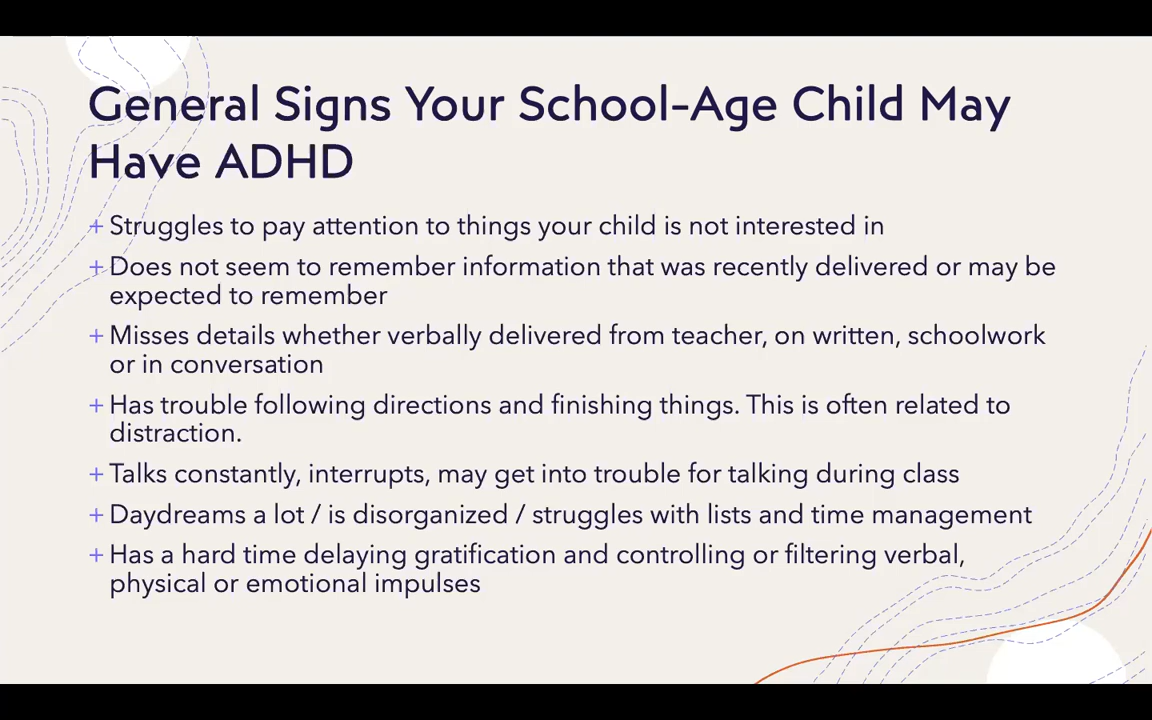 General Signs Your School-Age Child May
Have ADHD
+ Struggles to pay attention to things your child is not interested in
+ Does not seem to remember information that was recently delivered or may be
expected to remember
+ Misses details whether verbally delivered from teacher, on written, schoolwork
or in conversation
+ Has trouble following directions and finishing things. This is often related to
distraction.
+ Talks constantly, interrupts, may get into trouble for talking during class
+ Daydreams a lot / is disorganized / struggles with lists and time management
+ Has a hard time delaying gratification and controlling or filtering verbal,
physical or emotional impulses